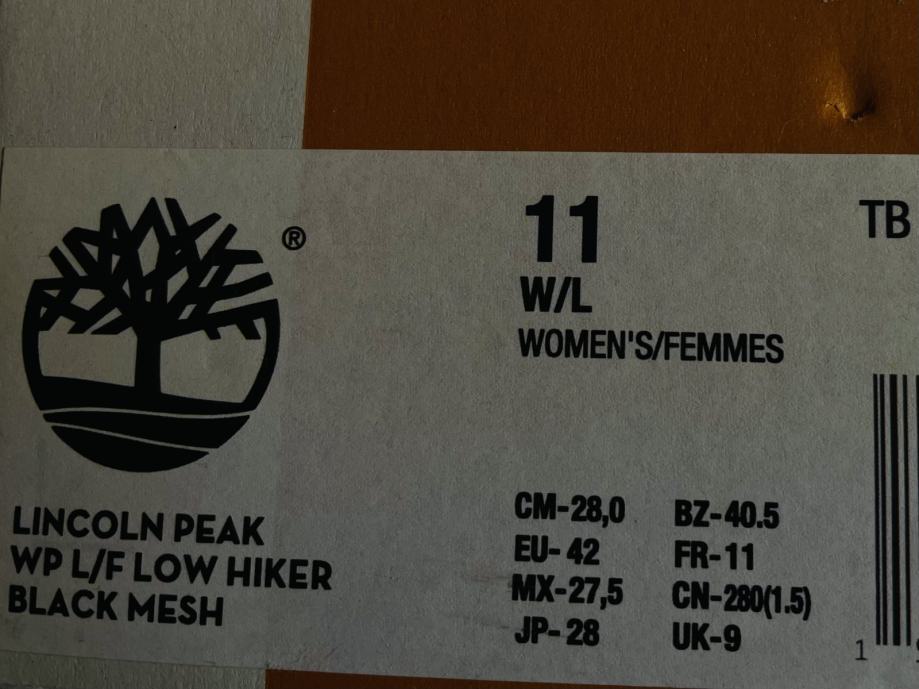 ®
11
TB
W/L
WOMEN'S/FEMMES
LINCOLN PEAK
WP L/F LOW HIKER
BLACK MESH
CM-28,0 BZ-40.5
EU- 42 FR-11
MX-27,5 CN-280(1.5)
JP-28 UK-9
1